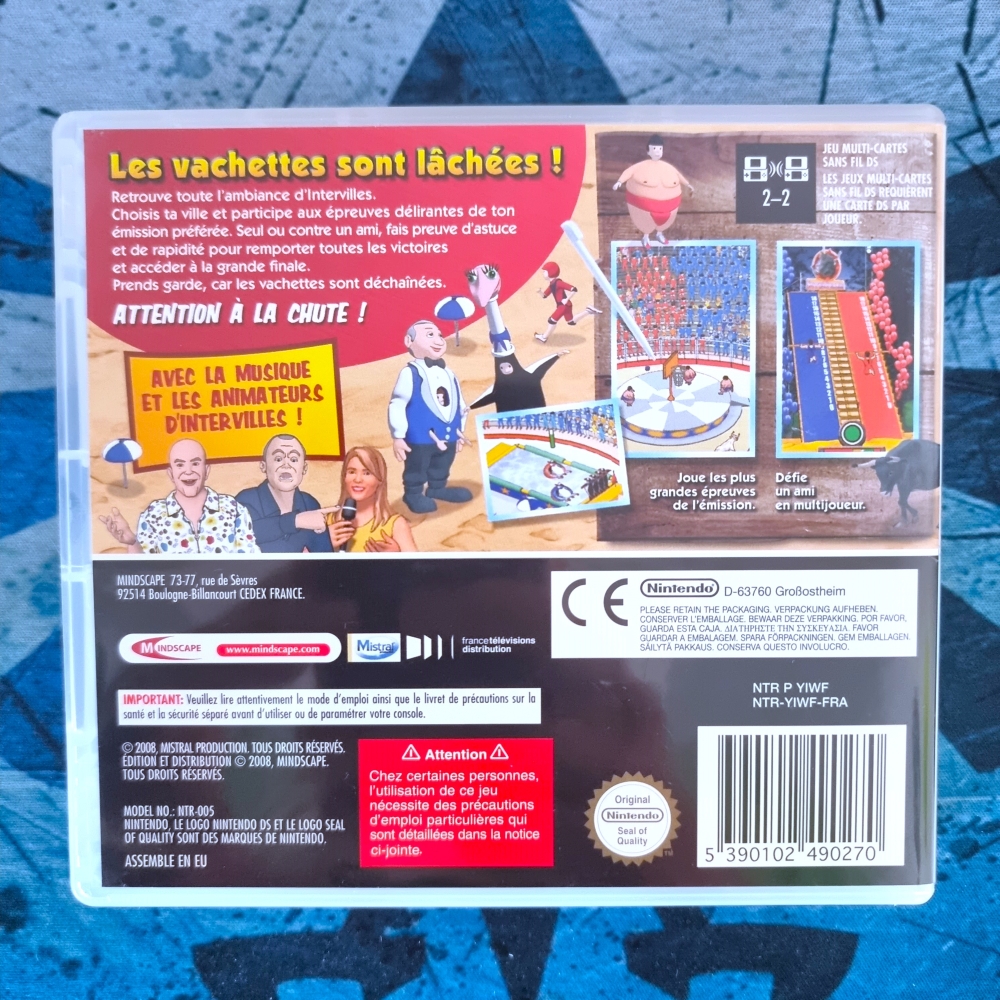 Les vachettes sont lâchées !
Retrouve toute l'ambiance d'Intervilles.
Choisis ta ville et participe aux épreuves délirantes de ton
émission préférée. Seul ou contre un ami, fais preuve d'astuce
et de rapidité pour remporter toutes les victoires
et accéder à la grande finale.
Prends garde, car les vachettes sont déchaînées.
ATTENTION À LA CHUTE !
AVEC LA MUSIQUE
ET LES ANIMATEURS
D'INTERVILLES !
2–2
JEU MULTI-CARTES
SANS FIL DS
LES JEUX MULTI-CARTES
SANS FIL DS REQUIÈRENT
UNE CARTE DS PAR
JOUEUR.
Joue les plus
grandes épreuves
de l'émission.
Défie
un ami
en multijoueur.
MINDSCAPE 73-77, rue de Sèvres
92514 Boulogne-Billancourt CEDEX FRANCE.
MINDSCAPE
www.mindscape.com
Mistral
francetélévisions
distribution
CE
Nintendo
D-63760 Großostheim
PLEASE RETAIN THE PACKAGING. VERPACKUNG AUFHEBEN.
CONSERVER L'EMBALLAGE. BEWAAR DEZE VERPAKKING. POR FAVOR,
GUARDA ESTA CAJA. ΔΙΑΤΗΡΗΣΤΕ ΤΗΝ ΣΥΣΚΕΥΑΣΙΑ. FAVOR
GUARDAR A EMBALAGEM. SPARA FÖRPACKNINGEN. GEM EMBALLAGEN.
SÄILYTÄ PAKKAUS. CONSERVA QUESTO INVOLUCRO.
NTR P YIWF
NTR-YIWF-FRA
IMPORTANT: Veuillez lire attentivement le mode d'emploi ainsi que le livret de précautions sur la
santé et la sécurité séparé avant d'utiliser ou de paramétrer votre console.
© 2008, MISTRAL PRODUCTION. TOUS DROITS RÉSERVÉS.
ÉDITION ET DISTRIBUTION © 2008, MINDSCAPE.
TOUS DROITS RÉSERVÉS.
MODEL NO.: NTR-005
NINTENDO, LE LOGO NINTENDO DS ET LE LOGO SEAL
OF QUALITY SONT DES MARQUES DE NINTENDO.
ASSEMBLE EN EU
⚠ Attention ⚠
Chez certaines personnes,
l'utilisation de ce jeu
nécessite des précautions
d'emploi particulières qui
sont détaillées dans la notice
ci-jointe.
Original
Nintendo
Seal of
Quality
TM
5 390102 490270